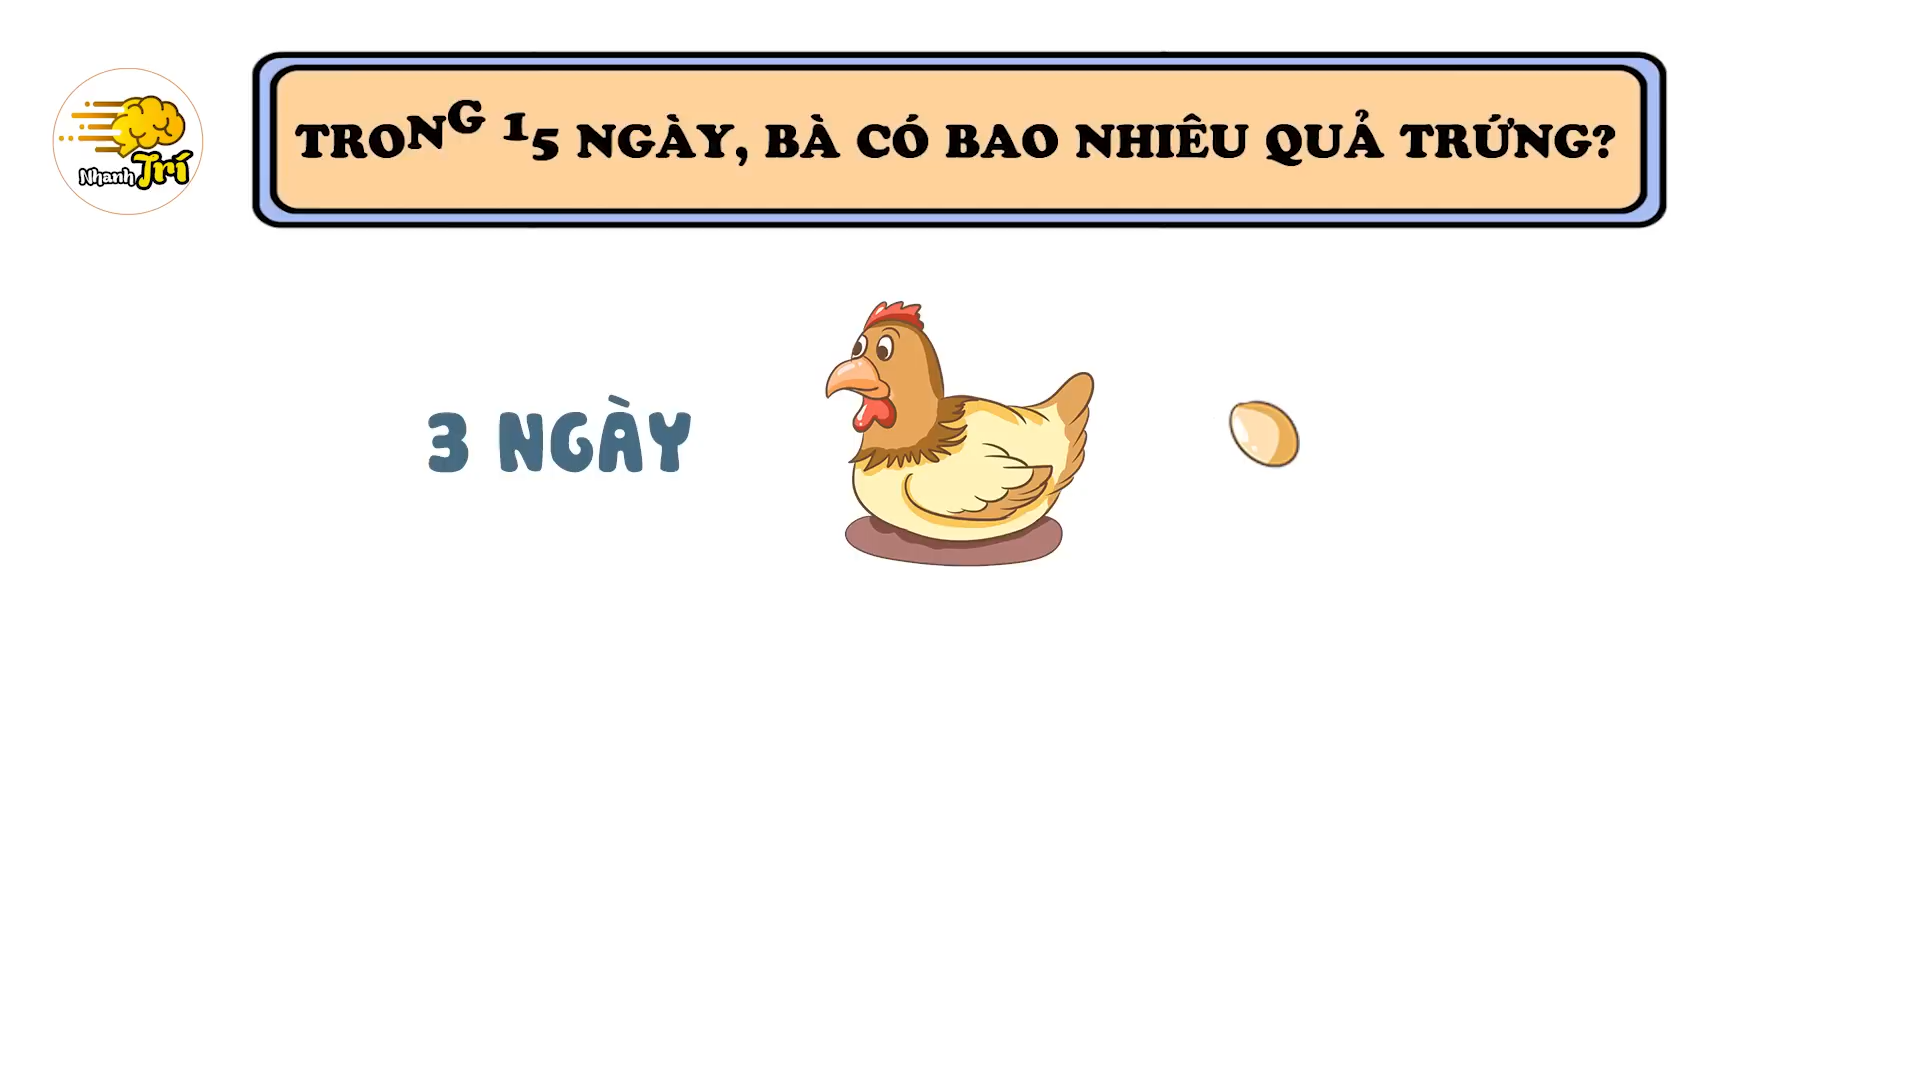 TRONG 15 NGÀY, BÀ CÓ BAO NHIÊU QUẢ TRỨNG?
Nhanh Trí
3 NGÀY